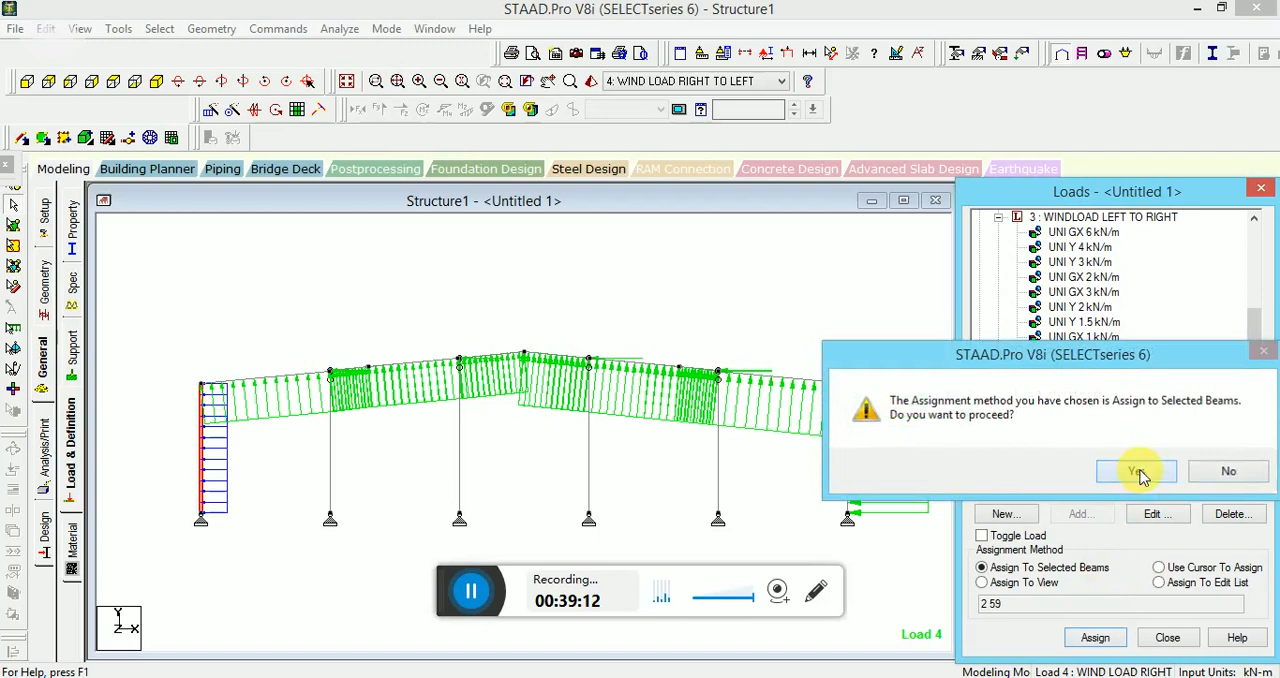 STAAD.Pro V8i (SELECTseries 6) - Structure1
File Edit View Tools Select Geometry Commands Analyze Mode Window Help
4: WIND LOAD RIGHT TO LEFT
Modeling Building Planner Piping Bridge Deck Postprocessing Foundation Design Steel Design RAM Connection Concrete Design Advanced Slab Design Earthquake
Structure1 - <Untitled 1>
Loads - <Untitled 1>
Setup
Geometry
General
Analysis/Print
Design
Property
Spec
Support
Load & Definition
Material
3 : WINDLOAD LEFT TO RIGHT
UNI GX 6 kN/m
UNI Y 4 kN/m
UNI Y 3 kN/m
UNI GX 2 kN/m
UNI GX 3 kN/m
UNI Y 2 kN/m
UNI Y 1.5 kN/m
UNI GX 1 kN/m
STAAD.Pro V8i (SELECTseries 6)
The Assignment method you have chosen is Assign to Selected Beams.
Do you want to proceed?
Yes No
New... Add... Edit ... Delete...
Toggle Load
Assignment Method
Assign To Selected Beams Use Cursor To Assign
Assign To View Assign To Edit List
2 59
Assign Close Help
Recording...
00:39:12
Y
Z X
Load 4
For Help, press F1
Modeling Mo Load 4 : WIND LOAD RIGHT Input Units: kN-m